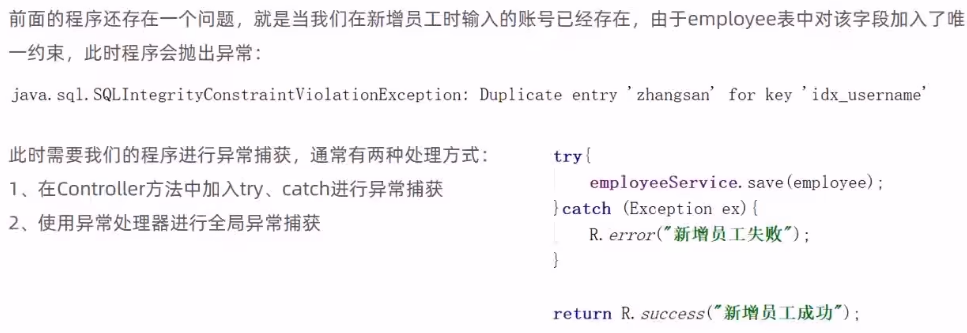 前面的程序还存在一个问题，就是当我们在新增员工时输入的账号已经存在，由于employee表中对该字段加入了唯
一约束，此时程序会抛出异常：
java.sql.SQLIntegrityConstraintViolationException: Duplicate entry 'zhangsan' for key 'idx_username'
此时需要我们的程序进行异常捕获，通常有两种处理方式：
1、在Controller方法中加入try、catch进行异常捕获
2、使用异常处理器进行全局异常捕获
try{
employeeService.save(employee);
}catch (Exception ex){
R.error("新增员工失败");
}
return R.success("新增员工成功");